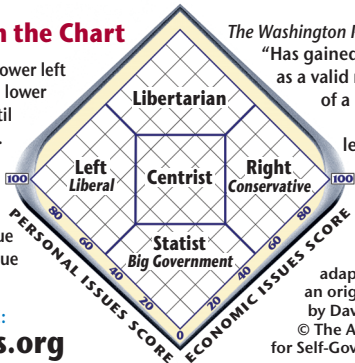 n the Chart
ower left
lower
til
ue
ue
:
s.org
The Washington
"Has gained
as a valid
of a
le
adap
an orig
by Dav
© The A
for Self-Gov
Libertarian
Left
Liberal
Centrist
Right
Conservative
Statist
Big Government
100
80
60
40
20
0
20
40
60
80
100
PERSONAL ISSUES SCORE
ECONOMIC ISSUES SCORE